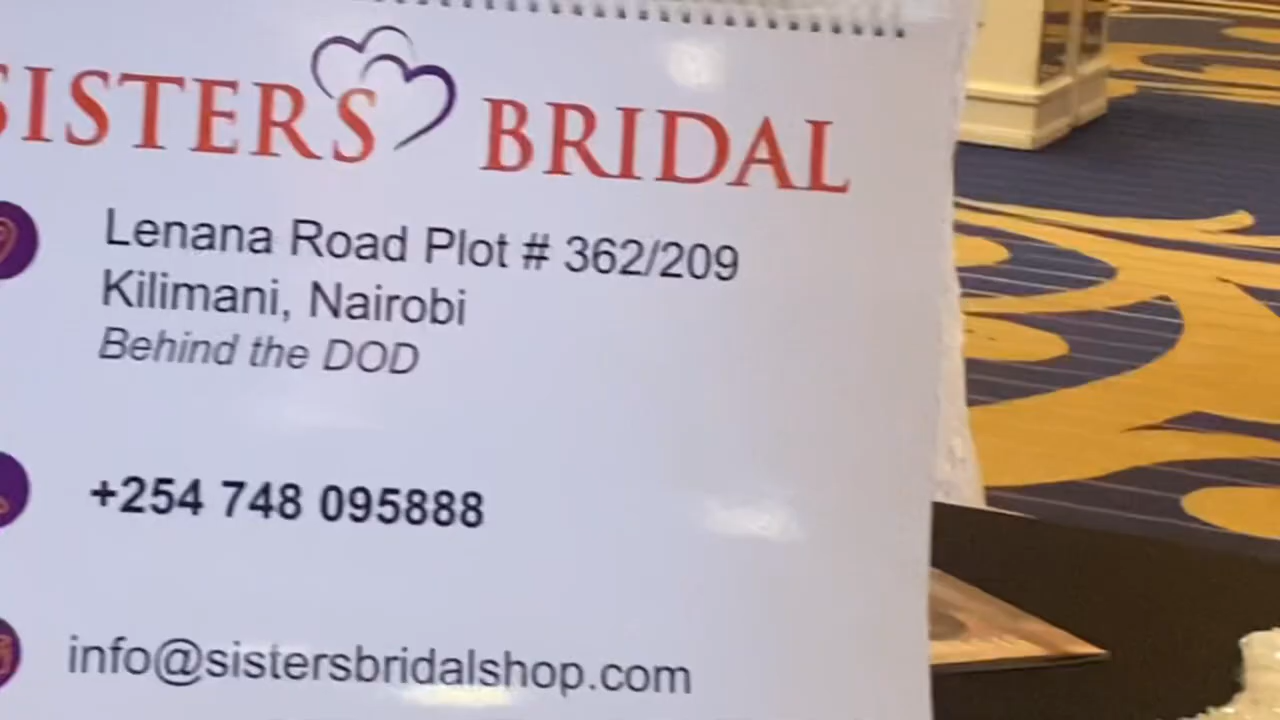 SISTERS BRIDAL
Lenana Road Plot # 362/209
Kilimani, Nairobi
Behind the DOD
+254 748 095888
info@sistersbridalshop.com